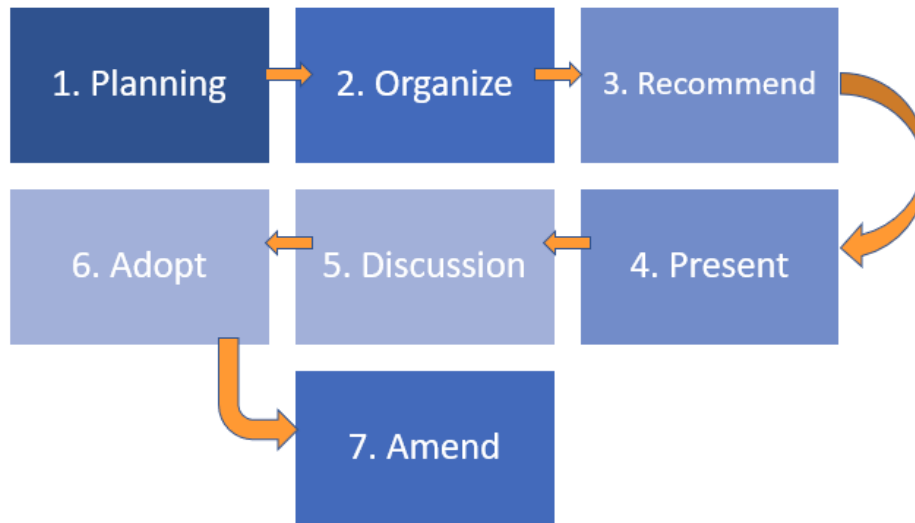 1. Planning
2. Organize
3. Recommend
4. Present
5. Discussion
6. Adopt
7. Amend